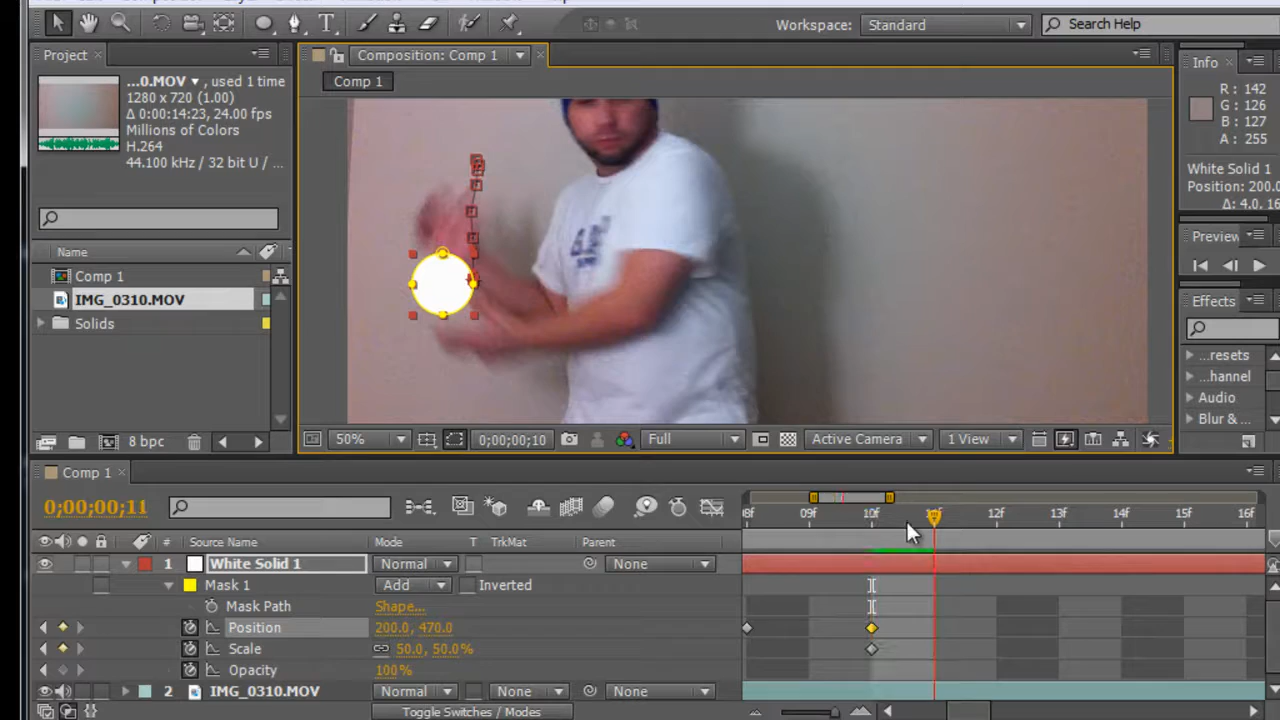 Workspace: Standard
Search Help
Project
Composition: Comp 1
Info
Comp 1
...0.MOV ▾, used 1 time
1280 x 720 (1.00)
Δ 0:00:14:23, 24.00 fps
Millions of Colors
H.264
44.100 kHz / 32 bit U / ...
R : 142
G : 126
B : 127
A : 255
White Solid 1
Position: 200.0
Δ: 4.0, 16
Name
Comp 1
IMG_0310.MOV
Solids
Preview
Effects
...resets
...hannel
Audio
Blur &
8 bpc
50%
0;00;00;10
Full
Active Camera
1 View
Comp 1
0;00;00;11
8f 09f 10f 12f 13f 14f 15f 16f
# Source Name Mode T TrkMat Parent
1 White Solid 1 Normal None
Mask 1 Add Inverted
Mask Path Shape...
Position 200.0, 470.0
Scale 50.0, 50.0%
Opacity 100%
2 IMG_0310.MOV Normal None None
Toggle Switches / Modes